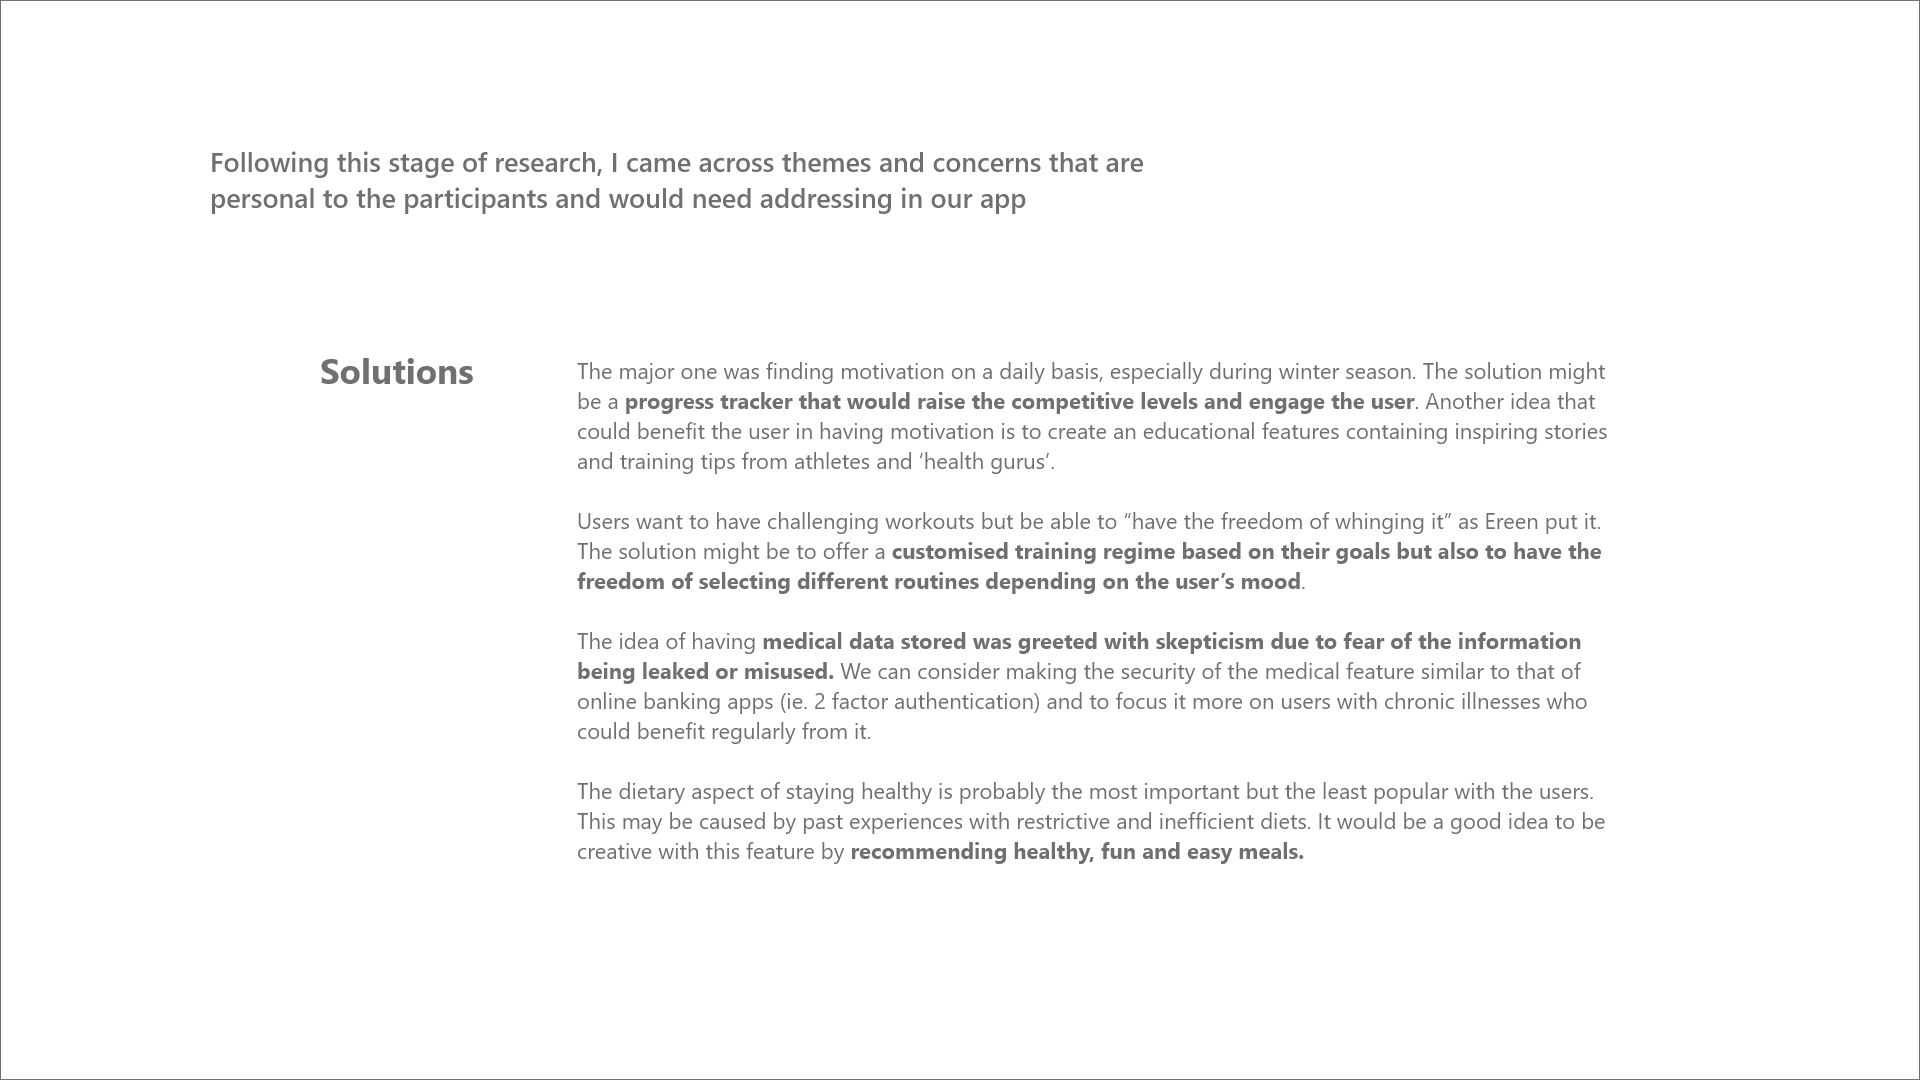 Following this stage of research, I came across themes and concerns that are
personal to the participants and would need addressing in our app
Solutions
The major one was finding motivation on a daily basis, especially during winter season. The solution might
be a progress tracker that would raise the competitive levels and engage the user. Another idea that
could benefit the user in having motivation is to create an educational features containing inspiring stories
and training tips from athletes and ‘health gurus’.
Users want to have challenging workouts but be able to “have the freedom of whinging it” as Ereen put it.
The solution might be to offer a customised training regime based on their goals but also to have the
freedom of selecting different routines depending on the user’s mood.
The idea of having medical data stored was greeted with skepticism due to fear of the information
being leaked or misused. We can consider making the security of the medical feature similar to that of
online banking apps (ie. 2 factor authentication) and to focus it more on users with chronic illnesses who
could benefit regularly from it.
The dietary aspect of staying healthy is probably the most important but the least popular with the users.
This may be caused by past experiences with restrictive and inefficient diets. It would be a good idea to be
creative with this feature by recommending healthy, fun and easy meals.